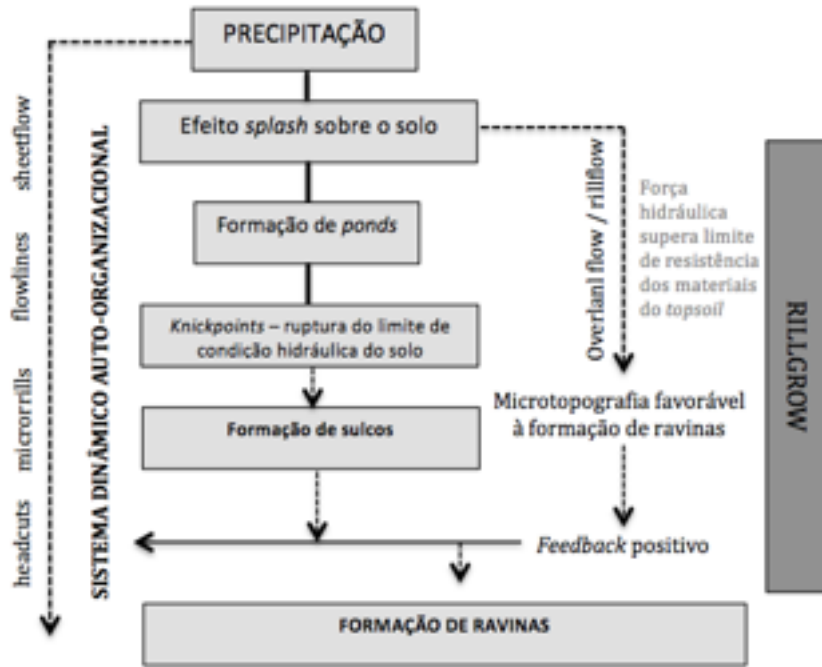 PRECIPITAÇÃO
Efeito splash sobre o solo
Formação de ponds
Knickpoints – ruptura do limite de
condição hidráulica do solo
Formação de sulcos
Overlanl flow / rillflow
Força
hidráulica
supera limite
de resistência
dos materiais
do topsoil
Microtopografia favorável
à formação de ravinas
Feedback positivo
FORMAÇÃO DE RAVINAS
sheetflow
flowlines
microrrills
headcuts
SISTEMA DINÂMICO AUTO-ORGANIZACIONAL
RILLGROW